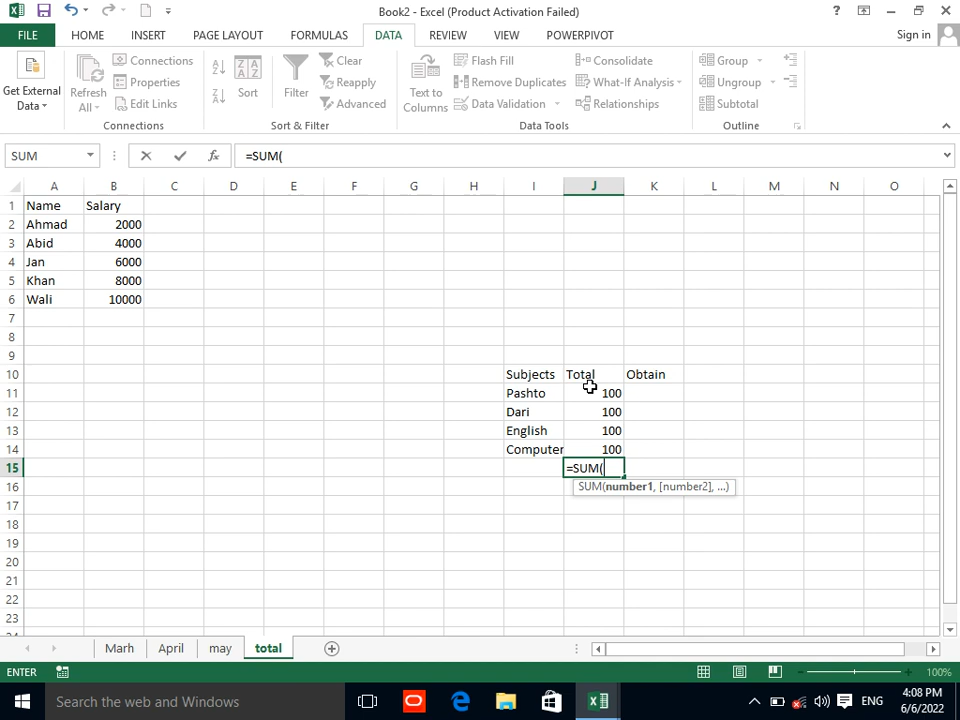 Book2 - Excel (Product Activation Failed)
FILE HOME INSERT PAGE LAYOUT FORMULAS DATA REVIEW VIEW POWERPIVOT Sign in
Get External Data
Refresh All
Connections
Properties
Edit Links
Connections
Sort
Filter
Clear
Reapply
Advanced
Sort & Filter
Text to Columns
Flash Fill
Remove Duplicates
Data Validation
Consolidate
What-If Analysis
Relationships
Data Tools
Group
Ungroup
Subtotal
Outline
SUM fx =SUM(
A B C D E F G H I J K L M N O
1 Name Salary
2 Ahmad 2000
3 Abid 4000
4 Jan 6000
5 Khan 8000
6 Wali 10000
7
8
9
10 Subjects Total Obtain
11 Pashto 100
12 Dari 100
13 English 100
14 Computer 100
15 =SUM(
16 SUM(number1, [number2], ...)
17
18
19
20
21
22
23
24
Marh April may total
ENTER 100%
Search the web and Windows
ENG
4:08 PM
6/6/2022